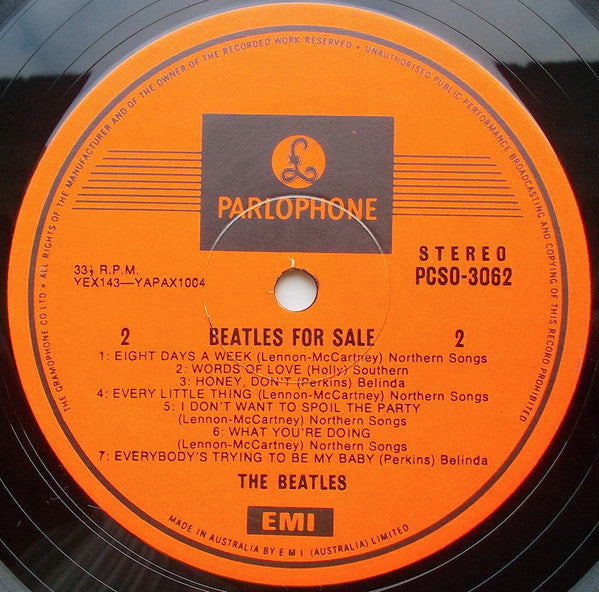 THE GRAMOPHONE CO LTD • ALL RIGHTS OF THE MANUFACTURER AND OF THE OWNER OF THE RECORDED WORK RESERVED • UNAUTHORISED PUBLIC PERFORMANCE BROADCASTING AND COPYING OF THIS RECORD PROHIBITED
£
PARLOPHONE
STEREO
33⅓ R.P.M. PCSO-3062
YEX143—YAPAX1004
2 BEATLES FOR SALE 2
1: EIGHT DAYS A WEEK (Lennon-McCartney) Northern Songs
2: WORDS OF LOVE (Holly) Southern
3: HONEY, DON'T (Perkins) Belinda
4: EVERY LITTLE THING (Lennon-McCartney) Northern Songs
5: I DON'T WANT TO SPOIL THE PARTY
(Lennon-McCartney) Northern Songs
6: WHAT YOU'RE DOING
(Lennon-McCartney) Northern Songs
7: EVERYBODY'S TRYING TO BE MY BABY (Perkins) Belinda
THE BEATLES
EMI
MADE IN AUSTRALIA BY E M I (AUSTRALIA) LIMITED